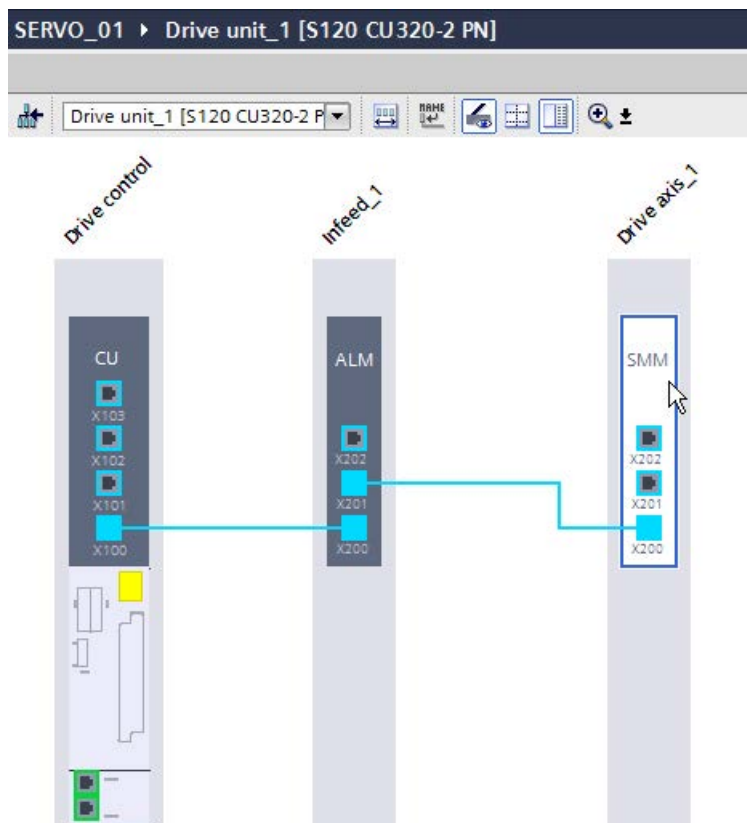 SERVO_01 ▸ Drive unit_1 [S120 CU320-2 PN]
Drive unit_1 [S120 CU320-2 P
NAME
Drive control
Infeed_1
Drive axis_1
CU
ALM
SMM
X103
X102
X202
X202
X101
X201
X201
X100
X200
X200